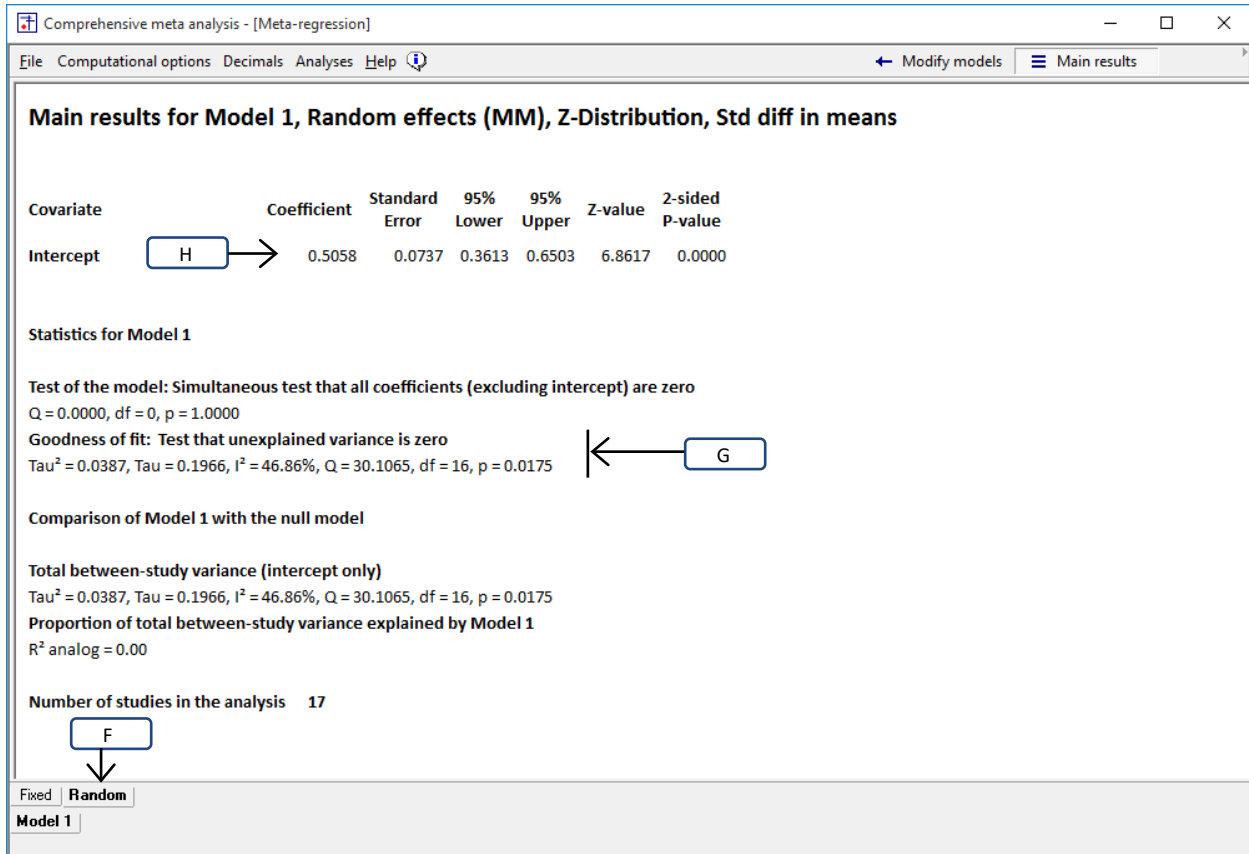 Comprehensive meta analysis - [Meta-regression]
File Computational options Decimals Analyses Help Modify models Main results
Main results for Model 1, Random effects (MM), Z-Distribution, Std diff in means
Covariate Coefficient Standard Error 95% Lower 95% Upper Z-value 2-sided P-value
Intercept H 0.5058 0.0737 0.3613 0.6503 6.8617 0.0000
Statistics for Model 1
Test of the model: Simultaneous test that all coefficients (excluding intercept) are zero
Q = 0.0000, df = 0, p = 1.0000
Goodness of fit: Test that unexplained variance is zero
Tau² = 0.0387, Tau = 0.1966, I² = 46.86%, Q = 30.1065, df = 16, p = 0.0175
G
Comparison of Model 1 with the null model
Total between-study variance (intercept only)
Tau² = 0.0387, Tau = 0.1966, I² = 46.86%, Q = 30.1065, df = 16, p = 0.0175
Proportion of total between-study variance explained by Model 1
R² analog = 0.00
Number of studies in the analysis 17
F
Fixed Random
Model 1